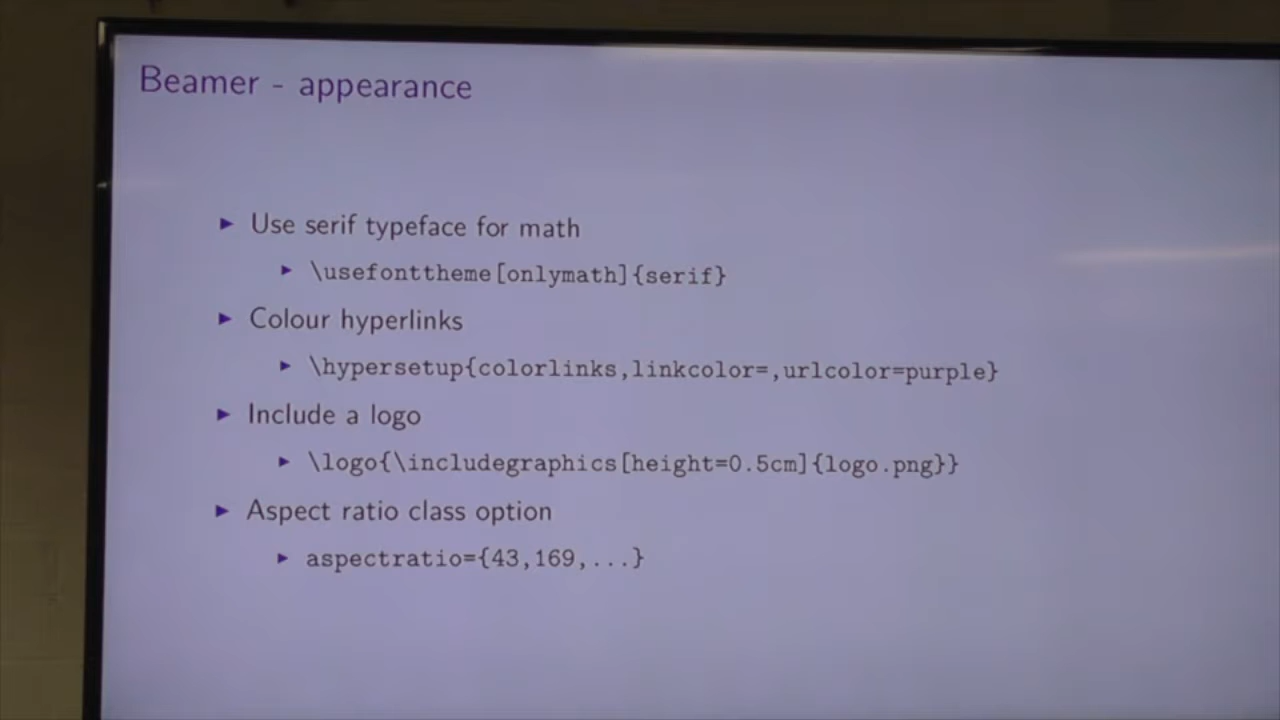 Beamer - appearance
Use serif typeface for math
\usefonttheme[onlymath]{serif}
Colour hyperlinks
\hypersetup{colorlinks,linkcolor=,urlcolor=purple}
Include a logo
\logo{\includegraphics[height=0.5cm]{logo.png}}
Aspect ratio class option
aspectratio={43,169,...}